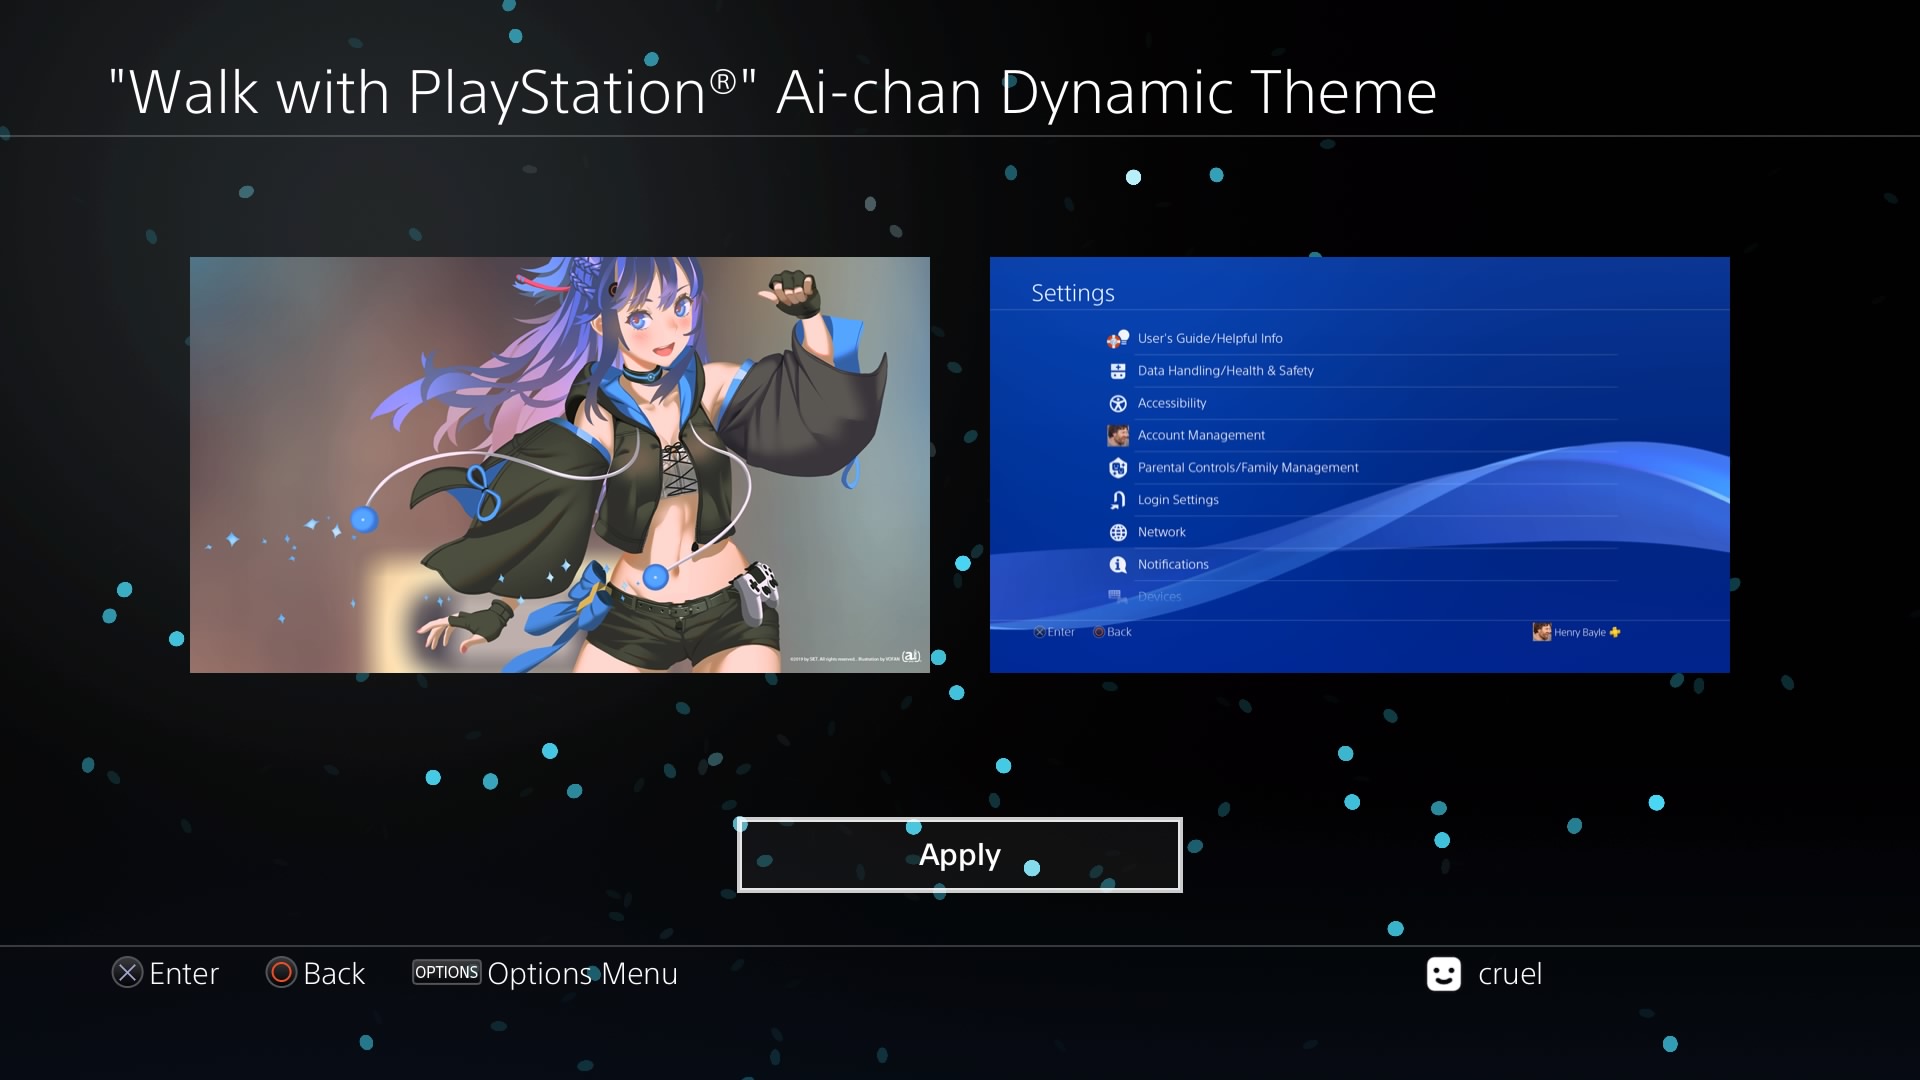 "Walk with PlayStation®" Ai-chan Dynamic Theme
(ai)
Settings
User's Guide/Helpful Info
Data Handling/Health & Safety
Accessibility
Account Management
Parental Controls/Family Management
Login Settings
Network
Notifications
Devices
Enter
Back
Henry Bayle
Apply
Enter
Back
OPTIONS
Options Menu
cruel